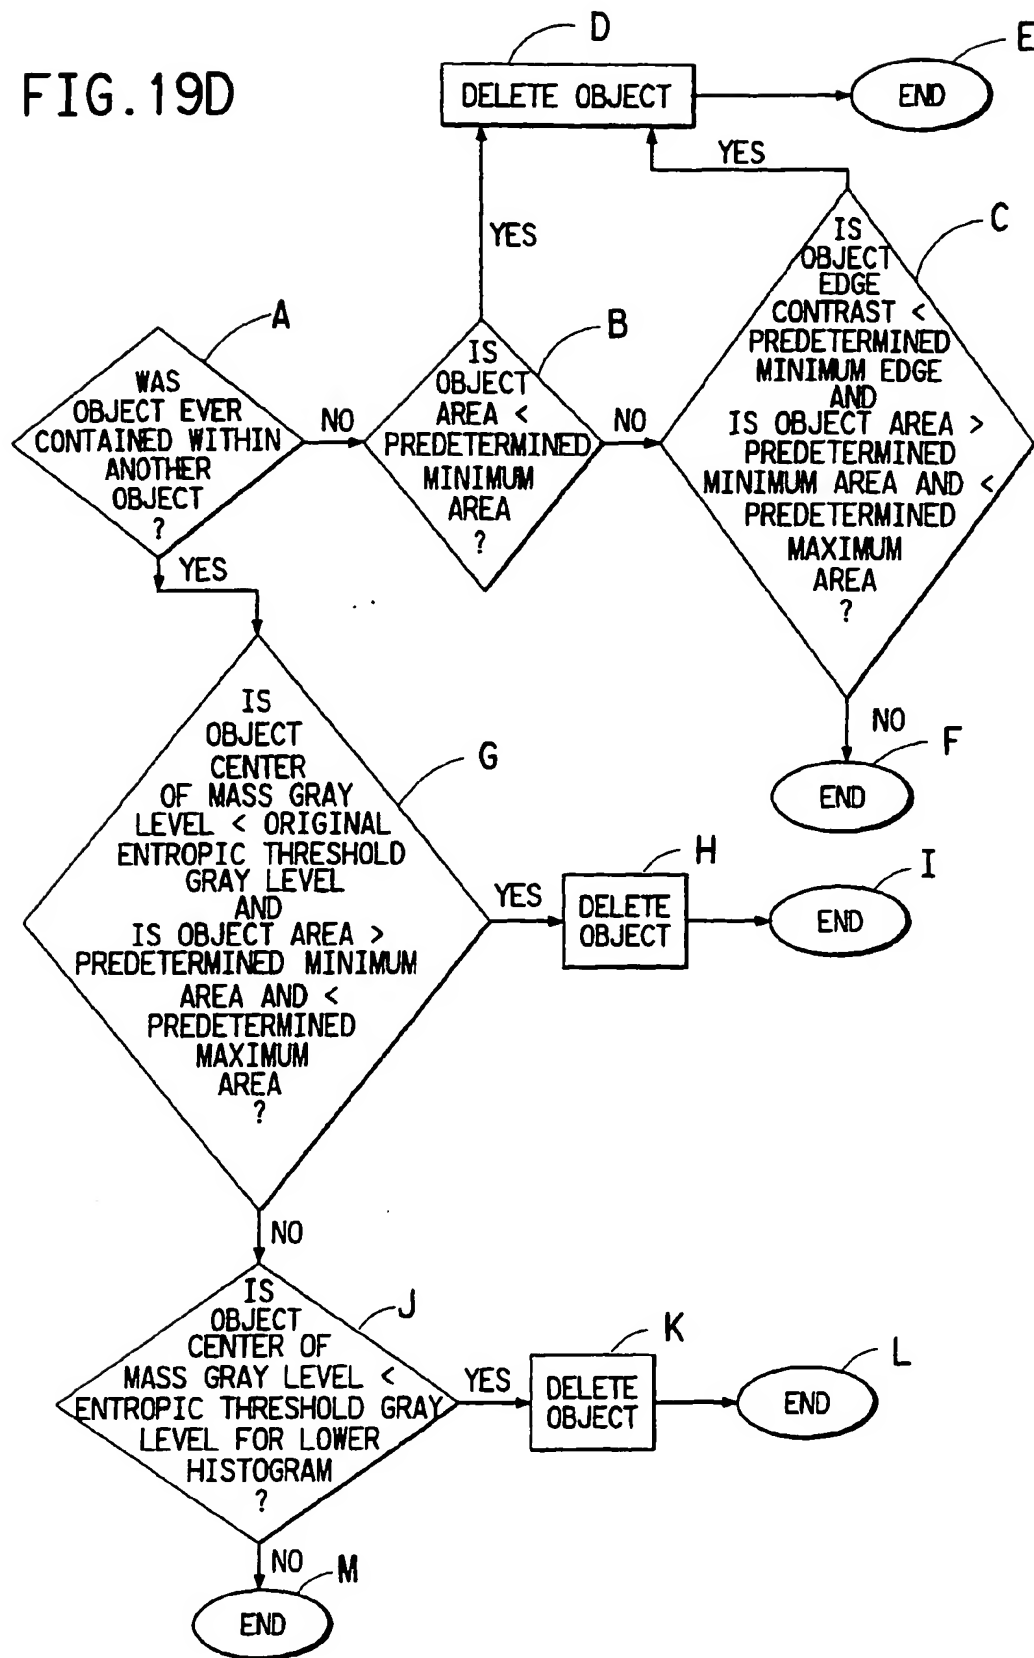 FIG.19D
D
DELETE OBJECT
E
END
YES
YES
A
WAS
OBJECT EVER
CONTAINED WITHIN
ANOTHER
OBJECT
?
NO
B
IS
OBJECT
AREA <
PREDETERMINED
MINIMUM
AREA
?
NO
C
IS
OBJECT
EDGE
CONTRAST <
PREDETERMINED
MINIMUM EDGE
AND
IS OBJECT AREA >
PREDETERMINED
MINIMUM AREA AND <
PREDETERMINED
MAXIMUM
AREA
?
NO
F
END
YES
G
IS
OBJECT
CENTER
OF MASS GRAY
LEVEL < ORIGINAL
ENTROPIC THRESHOLD
GRAY LEVEL
AND
IS OBJECT AREA >
PREDETERMINED MINIMUM
AREA AND <
PREDETERMINED
MAXIMUM
AREA
?
YES
H
DELETE
OBJECT
I
END
NO
J
IS
OBJECT
CENTER OF
MASS GRAY LEVEL <
ENTROPIC THRESHOLD GRAY
LEVEL FOR LOWER
HISTOGRAM
?
YES
K
DELETE
OBJECT
L
END
NO
M
END